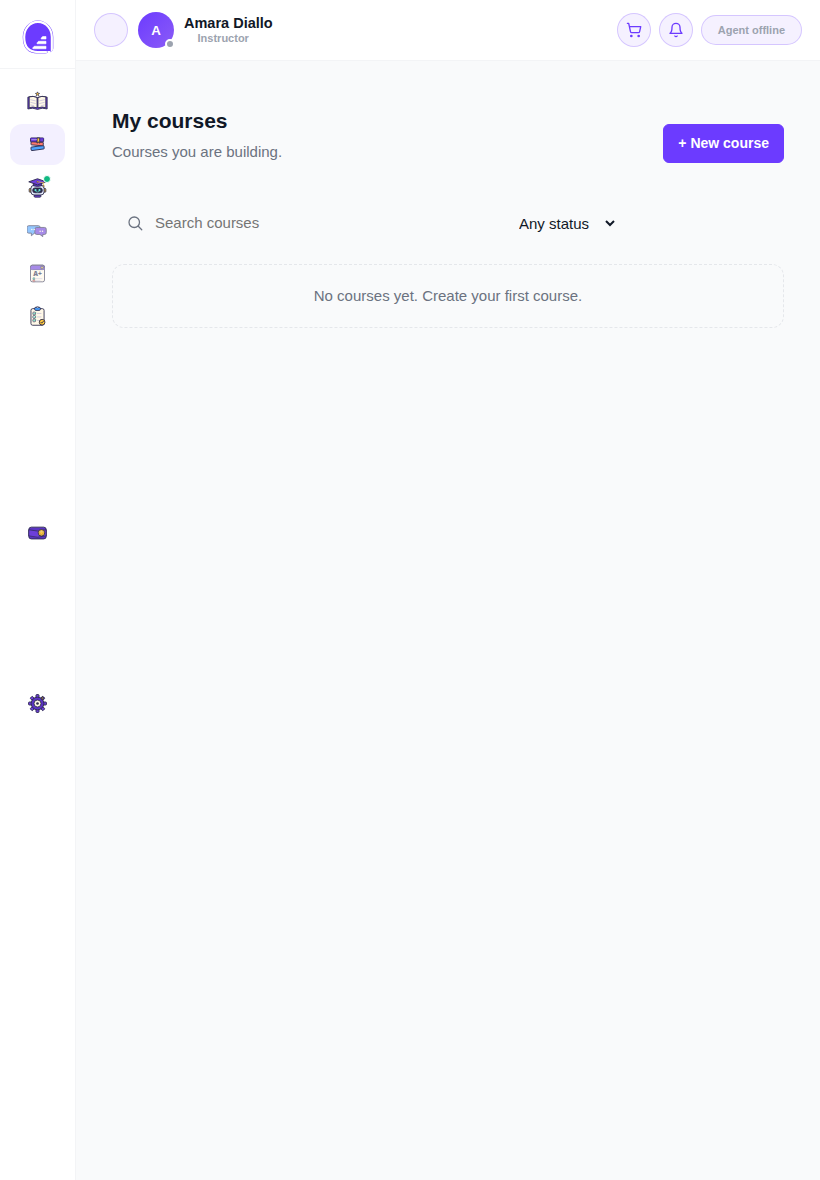 A
Amara Diallo
Instructor
Agent offline
My courses
Courses you are building.
+ New course
Search courses
Any status
No courses yet. Create your first course.
A+